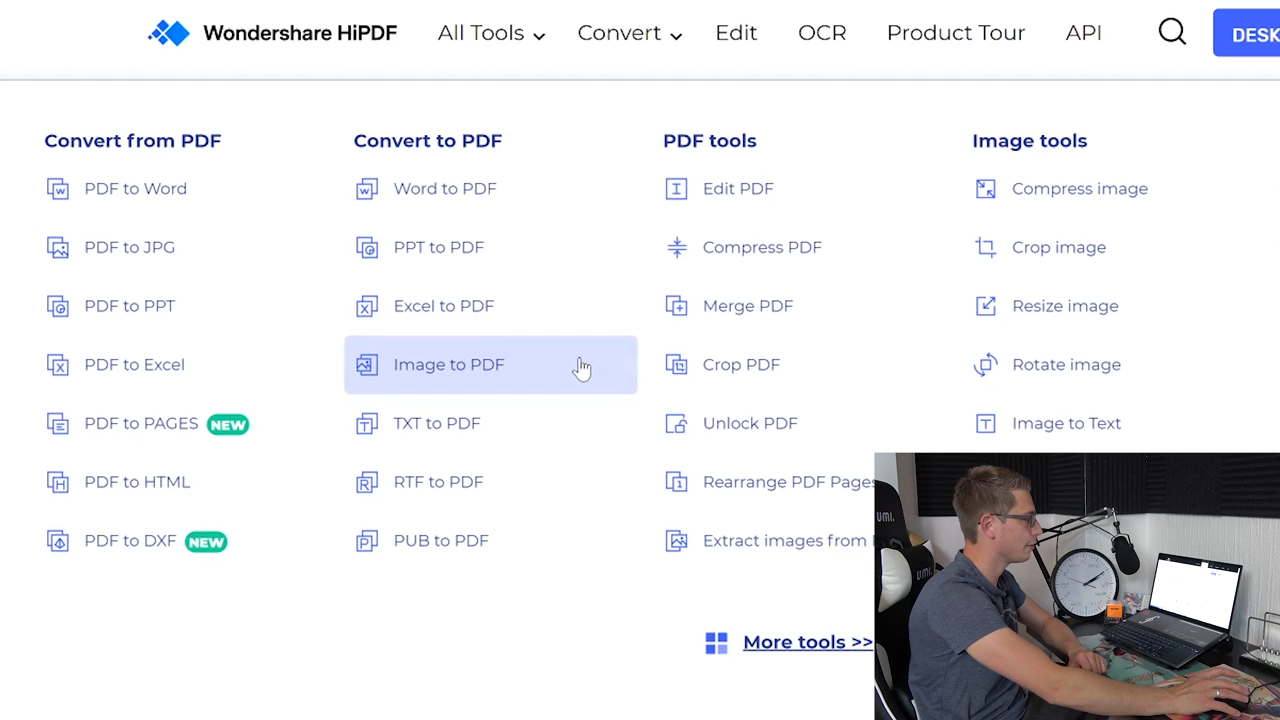 Wondershare HiPDF
All Tools
Convert
Edit
OCR
Product Tour
API
DESK
Convert from PDF
PDF to Word
PDF to JPG
PDF to PPT
PDF to Excel
PDF to PAGES NEW
PDF to HTML
PDF to DXF NEW
Convert to PDF
Word to PDF
PPT to PDF
Excel to PDF
Image to PDF
TXT to PDF
RTF to PDF
PUB to PDF
PDF tools
Edit PDF
Compress PDF
Merge PDF
Crop PDF
Unlock PDF
Rearrange PDF Pages
Extract images from
Image tools
Compress image
Crop image
Resize image
Rotate image
Image to Text
More tools >>
UMI.
UMI.